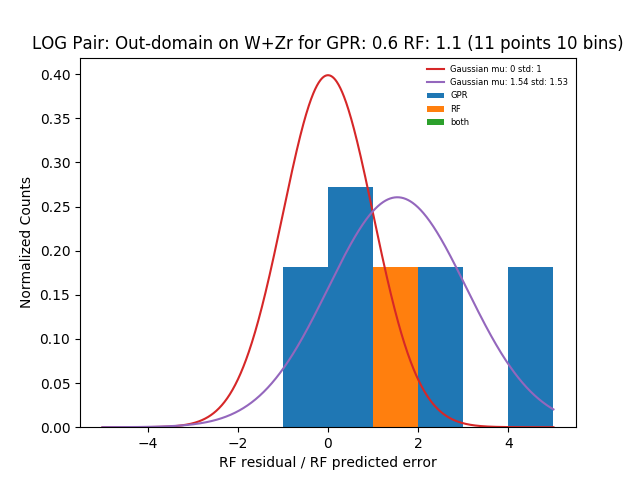 LOG Pair: Out-domain on W+Zr for GPR: 0.6 RF: 1.1 (11 points 10 bins)
Gaussian mu: 0 std: 1
Gaussian mu: 1.54 std: 1.53
GPR
RF
both
Normalized Counts
0.40
0.35
0.30
0.25
0.20
0.15
0.10
0.05
0.00
−4 −2 0 2 4
RF residual / RF predicted error